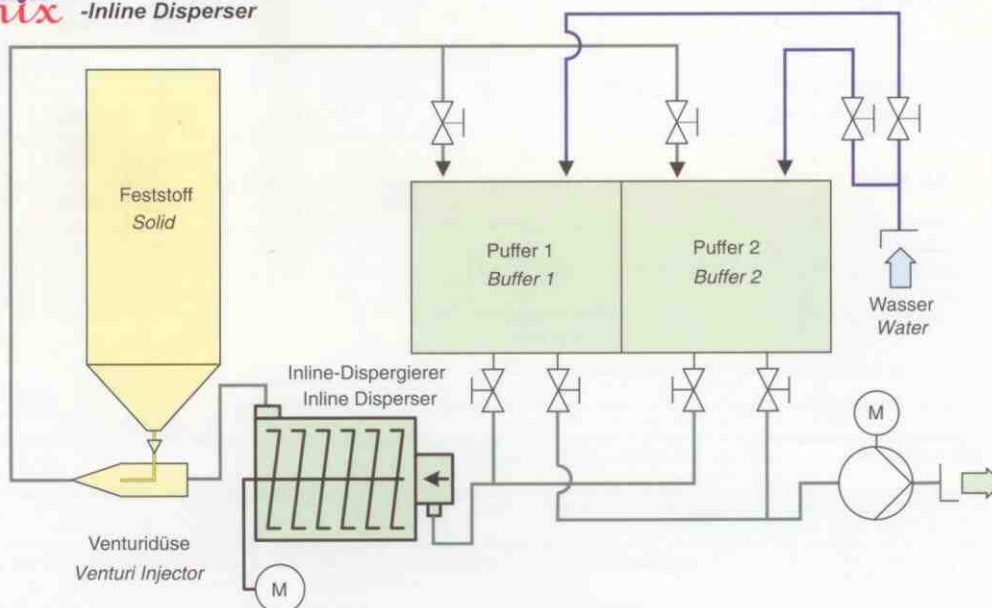 -Inline Disperser
Feststoff
Solid
Puffer 1
Buffer 1
Puffer 2
Buffer 2
Wasser
Water
Inline-Dispergierer
Inline Disperser
M
Venturidüse
Venturi Injector
M